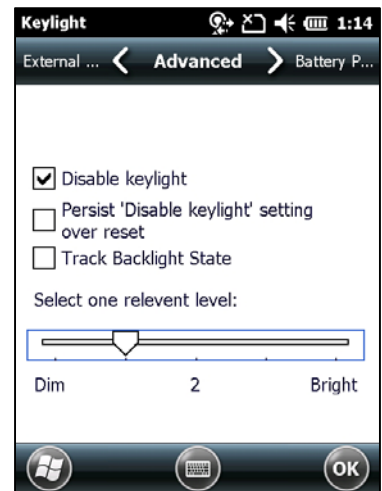 Keylight 1:14
External ... Advanced Battery P...
Disable keylight
Persist 'Disable keylight' setting
over reset
Track Backlight State
Select one relevent level:
Dim 2 Bright
OK